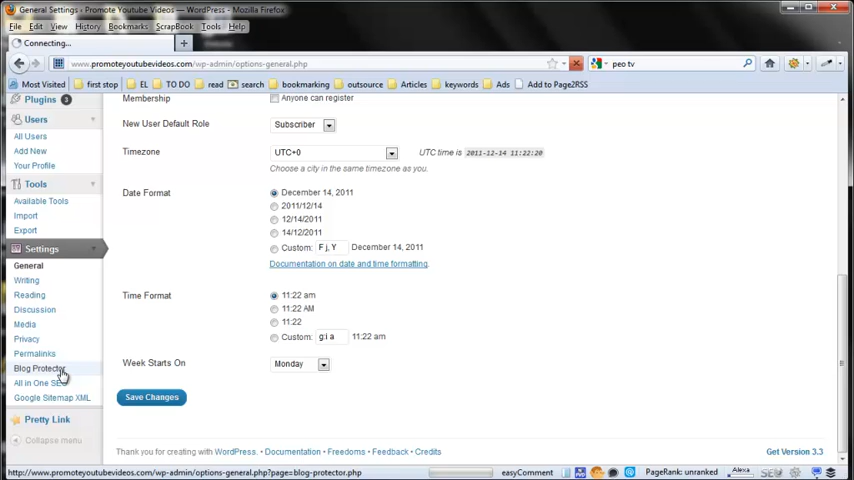 General Settings ‹ Promote Youtube Videos — WordPress - Mozilla Firefox
File Edit View History Bookmarks ScrapBook Tools Help
Connecting...
www.promoteyoutubevideos.com/wp-admin/options-general.php
peo tv
Most Visited first stop EL TO DO read search bookmarking outsource Articles keywords Ads Add to Page2RSS
Plugins 3
Users
All Users
Add New
Your Profile
Tools
Available Tools
Import
Export
Settings
General
Writing
Reading
Discussion
Media
Privacy
Permalinks
Blog Protector
All in One SEO
Google Sitemap XML
Pretty Link
Collapse menu
Membership Anyone can register
New User Default Role Subscriber
Timezone UTC+0 UTC time is 2011-12-14 11:22:20
Choose a city in the same timezone as you.
Date Format December 14, 2011
2011/12/14
12/14/2011
14/12/2011
Custom: F j, Y December 14, 2011
Documentation on date and time formatting.
Time Format 11:22 am
11:22 AM
11:22
Custom: g:i a 11:22 am
Week Starts On Monday
Save Changes
Thank you for creating with WordPress. • Documentation • Freedoms • Feedback • Credits Get Version 3.3
http://www.promoteyoutubevideos.com/wp-admin/options-general.php?page=blog-protector.php easyComment PageRank: unranked Alexa